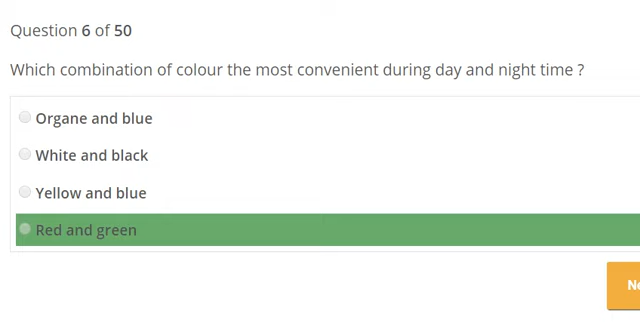 Question 6 of 50
Which combination of colour the most convenient during day and night time ?
Organe and blue
White and black
Yellow and blue
Red and green